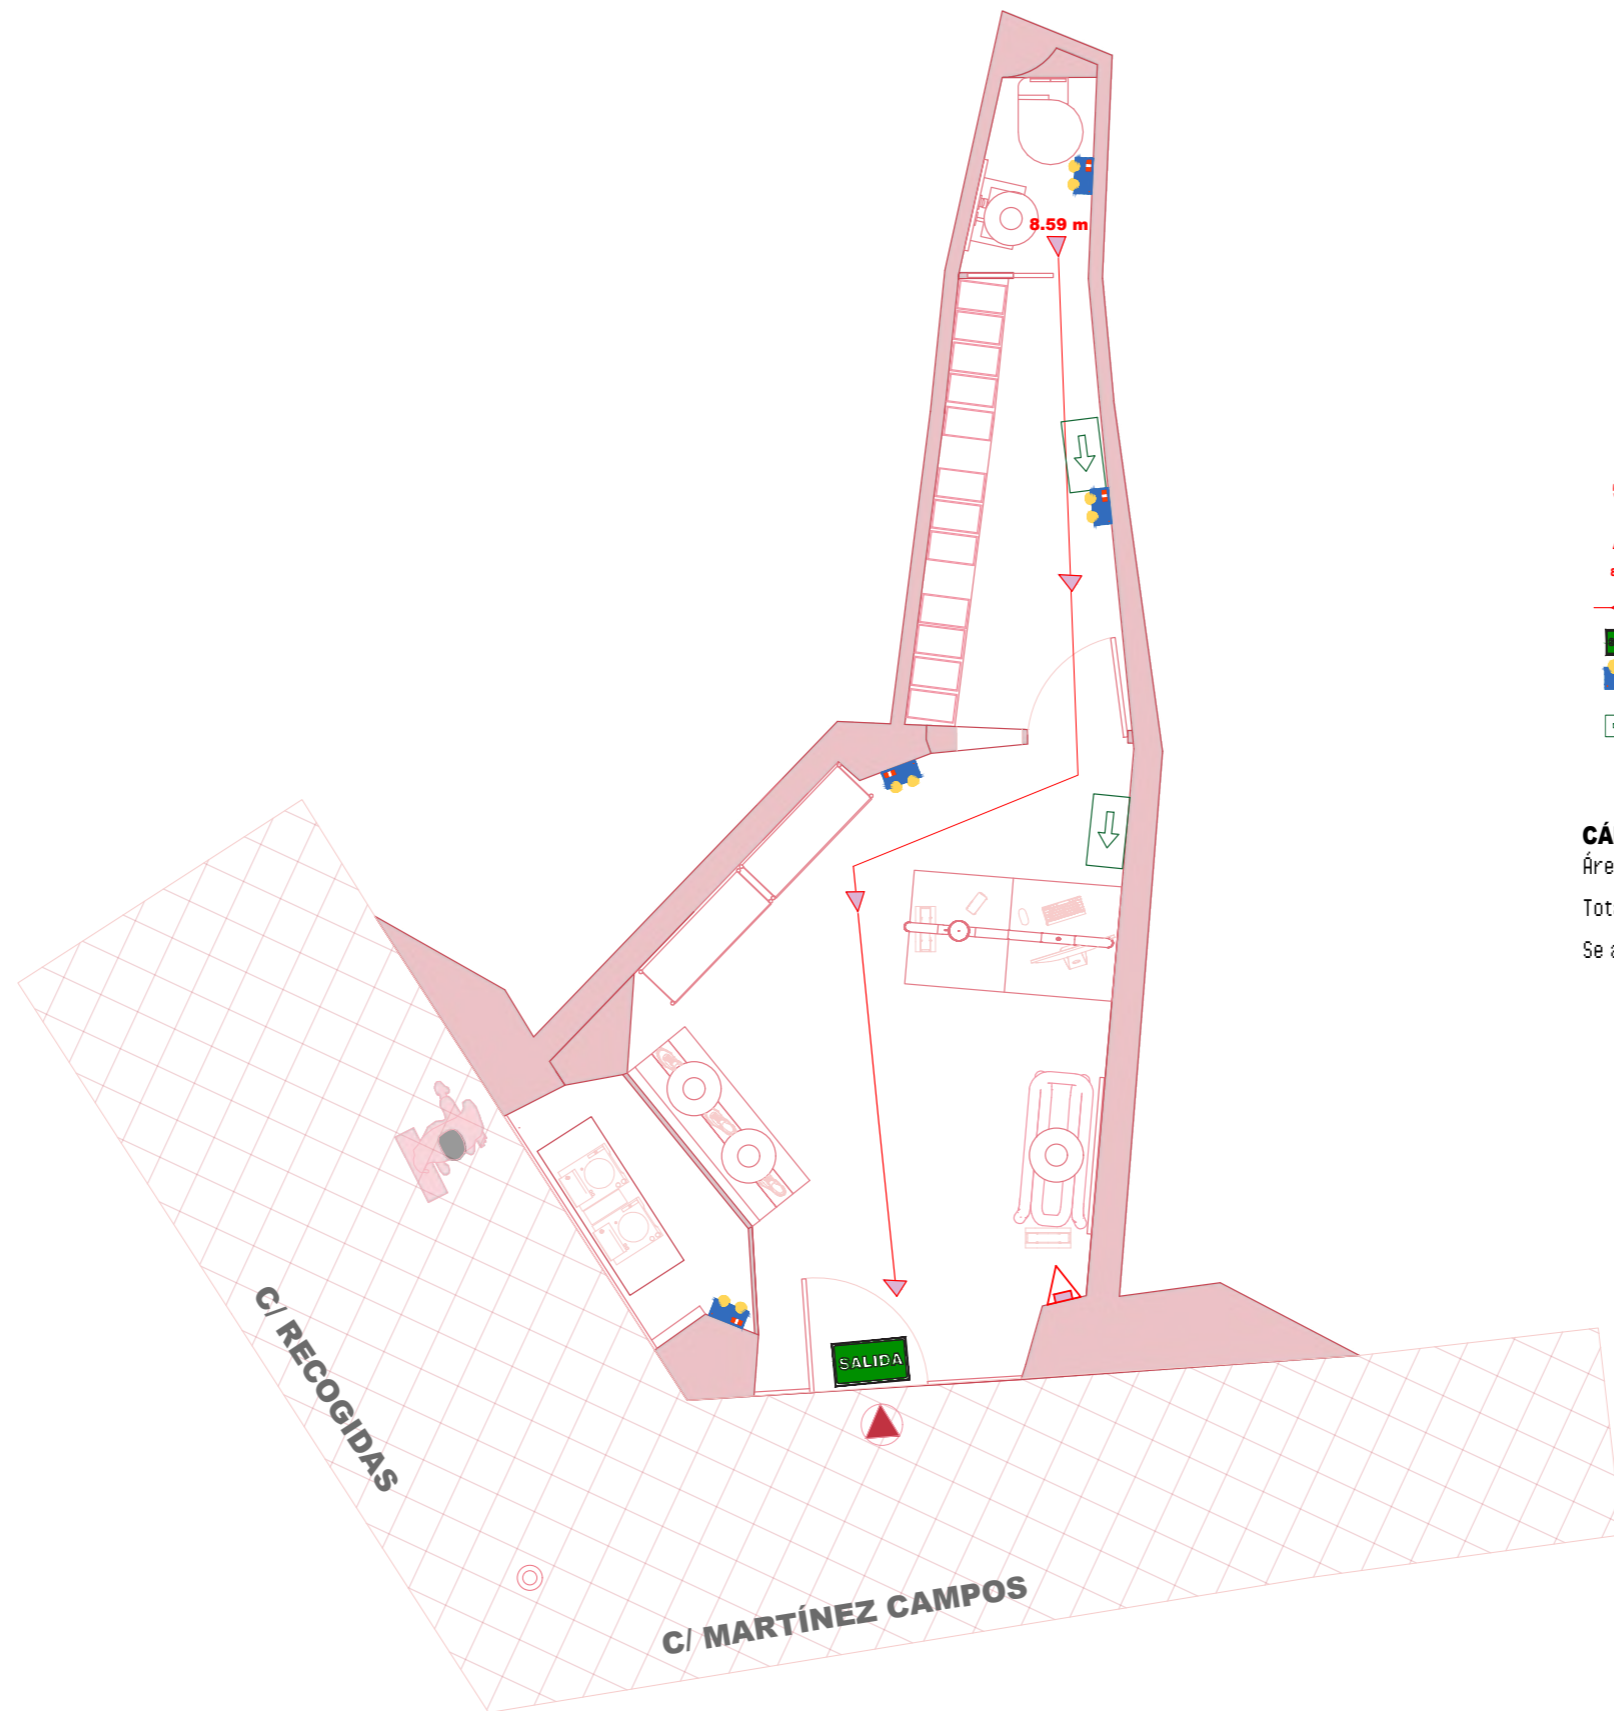 8.59 m
CÁ
Áre
Tot
Se a
SALIDA
C/ RECOGIDAS
C/ MARTÍNEZ CAMPOS